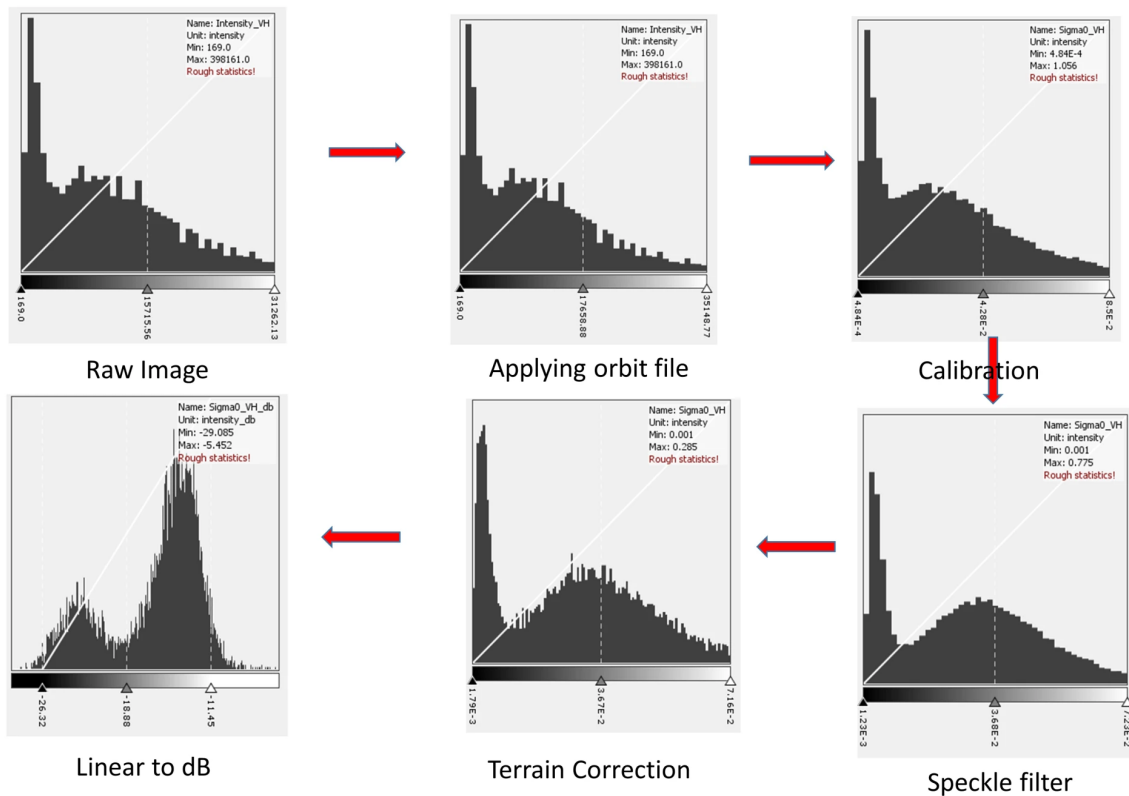 Name: Intensity_VH
Unit: intensity
Min: 169.0
Max: 398161.0
Rough statistics!
169.0
15715.56
31262.13
Raw Image
Name: Intensity_VH
Unit: intensity
Min: 169.0
Max: 398161.0
Rough statistics!
169.0
17658.88
35148.77
Applying orbit file
Name: Sigma0_VH
Unit: intensity
Min: 4.84E-4
Max: 1.056
Rough statistics!
4.84E-4
4.28E-2
8.5E-2
Calibration
Name: Sigma0_VH_db
Unit: intensity_db
Min: -29.085
Max: -5.452
Rough statistics!
-26.32
-18.88
-11.45
Linear to dB
Name: Sigma0_VH
Unit: intensity
Min: 0.001
Max: 0.285
Rough statistics!
1.79E-3
3.67E-2
7.16E-2
Terrain Correction
Name: Sigma0_VH
Unit: intensity
Min: 0.001
Max: 0.775
Rough statistics!
1.23E-3
3.68E-2
7.23E-2
Speckle filter